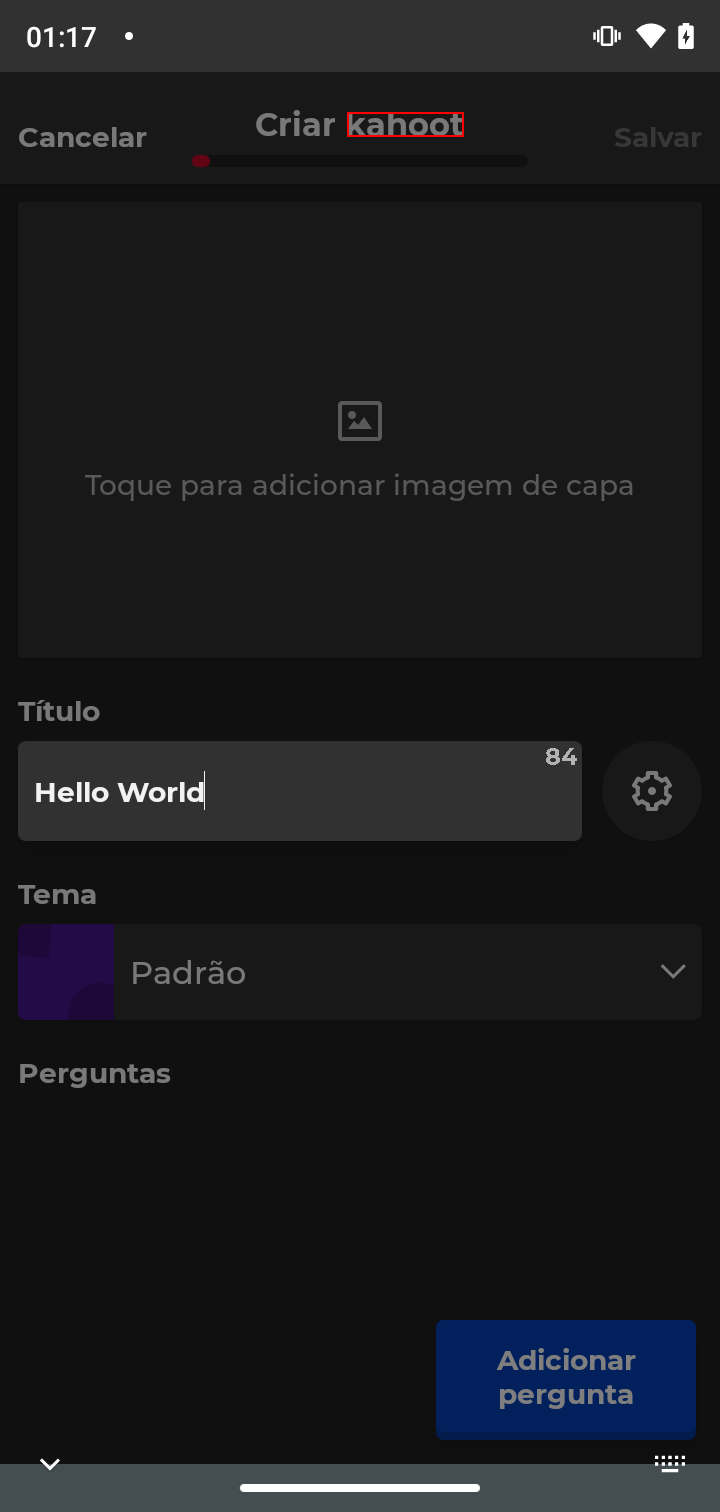 01:17
Cancelar
Criar kahoot
Salvar
Toque para adicionar imagem de capa
Título
84
Hello World
Tema
Padrão
Perguntas
Adicionar
pergunta